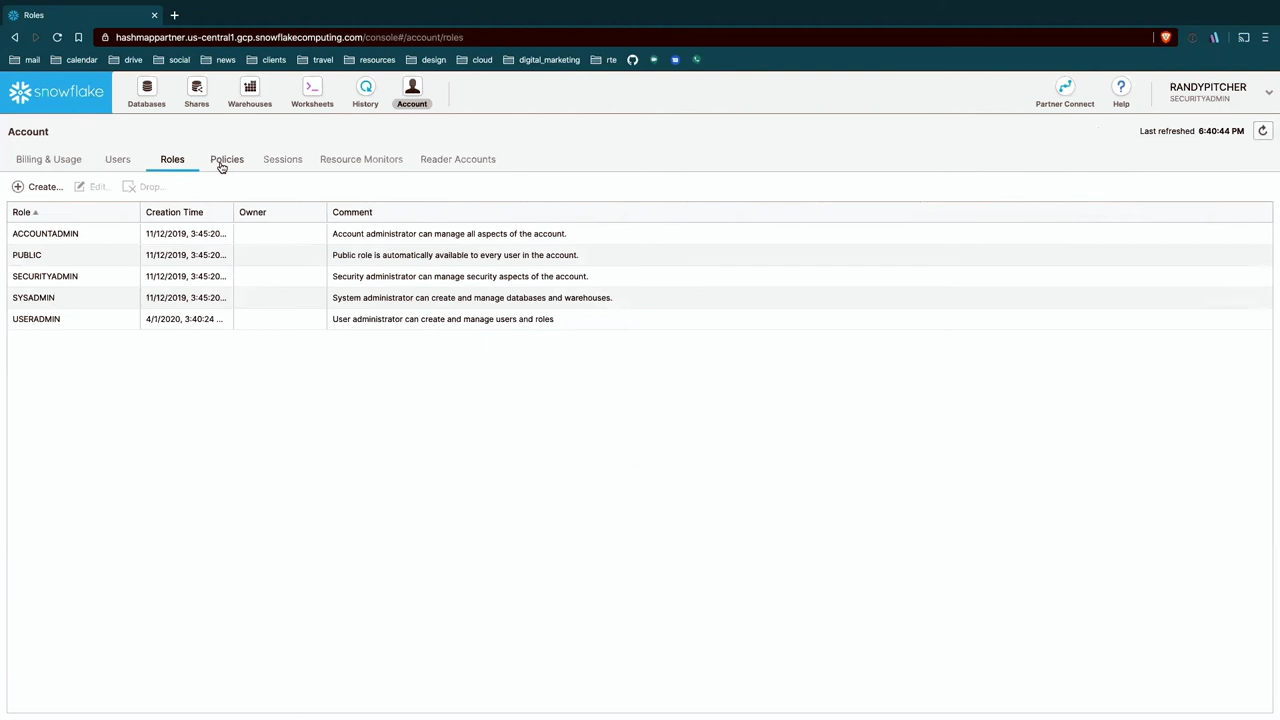 Roles
hashmappartner.us-central1.gcp.snowflakecomputing.com/console#/account/roles
mail calendar drive social news clients travel resources design cloud digital_marketing rte
snowflake
Databases Shares Warehouses Worksheets History Account
Partner Connect Help
RANDYPITCHER
SECURITYADMIN
Account
Last refreshed 6:40:44 PM
Billing & Usage Users Roles Policies Sessions Resource Monitors Reader Accounts
Create... Edit... Drop...
Role Creation Time Owner Comment
ACCOUNTADMIN 11/12/2019, 3:45:20... Account administrator can manage all aspects of the account.
PUBLIC 11/12/2019, 3:45:20... Public role is automatically available to every user in the account.
SECURITYADMIN 11/12/2019, 3:45:20... Security administrator can manage security aspects of the account.
SYSADMIN 11/12/2019, 3:45:20... System administrator can create and manage databases and warehouses.
USERADMIN 4/1/2020, 3:40:24 ... User administrator can create and manage users and roles